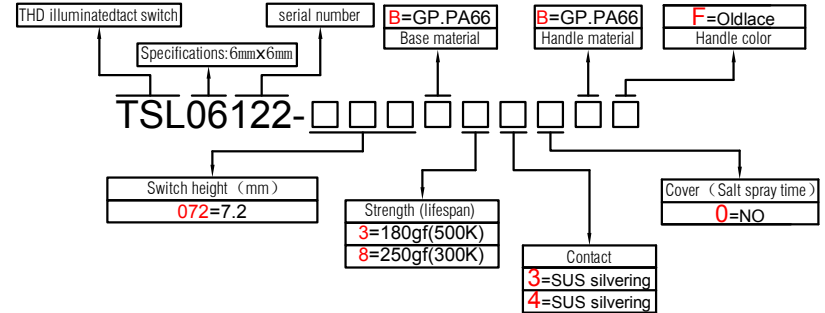 THD illuminatedtact switch
serial number
B=GP.PA66
Base material
B=GP.PA66
Handle material
F=Oldlace
Handle color
Specifications:6mmX6mm
TSL06122-□□□□□□□□□
Switch height（mm）
072=7.2
Strength (lifespan)
3=180gf(500K)
8=250gf(300K)
Contact
3=SUS silvering
4=SUS silvering
Cover（Salt spray time）
0=NO